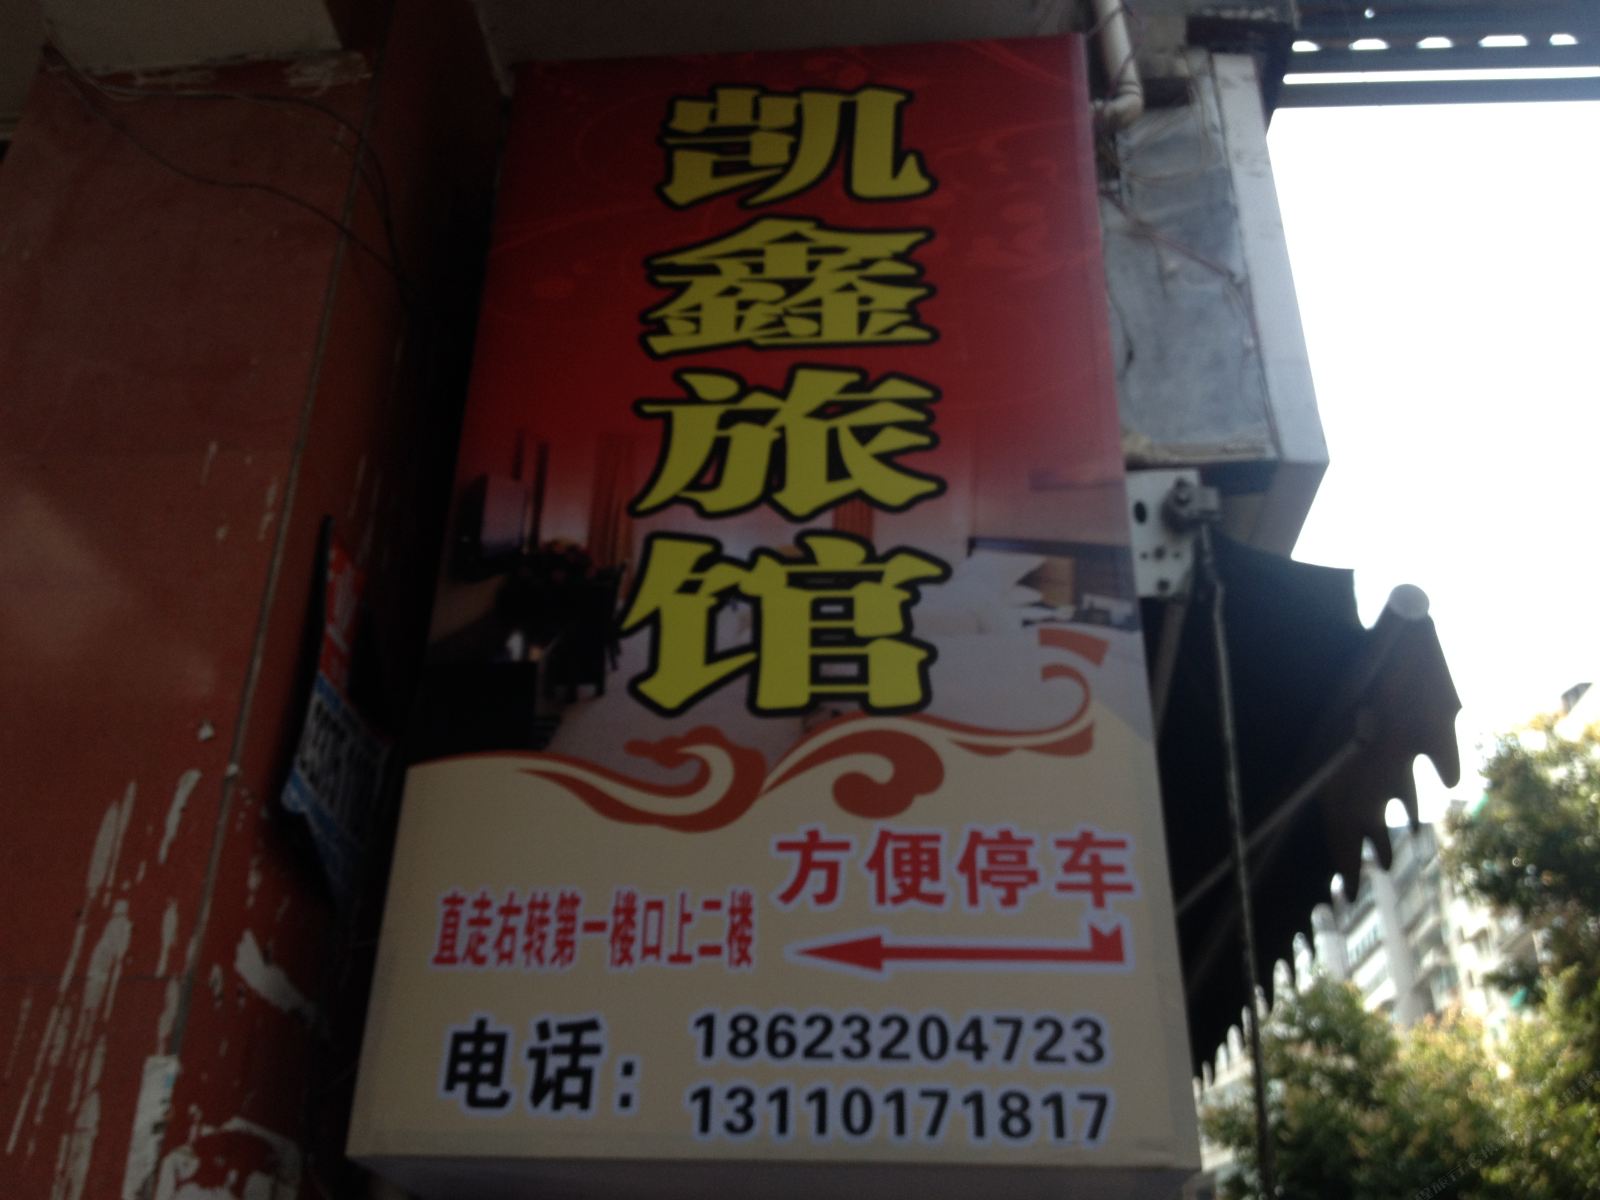 凯鑫旅馆
方便停车
直走右转第一楼口上二楼
电话：
18623204723
13110171817